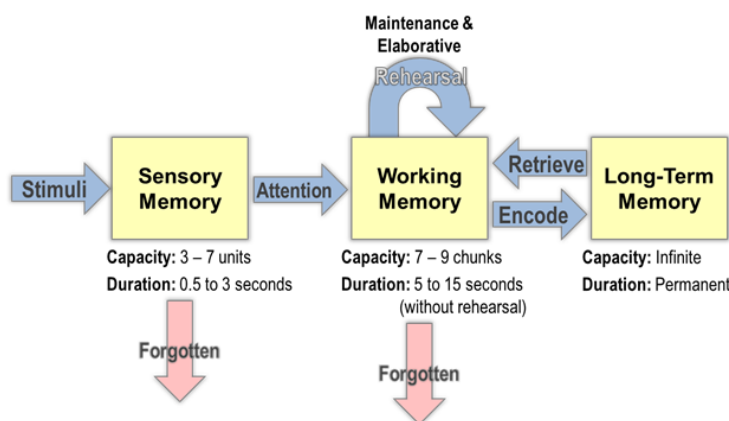 Maintenance &
Elaborative
Rehearsal
Stimuli
Sensory
Memory
Attention
Working
Memory
Retrieve
Encode
Long-Term
Memory
Capacity: 3 – 7 units
Duration: 0.5 to 3 seconds
Capacity: 7 – 9 chunks
Duration: 5 to 15 seconds
(without rehearsal)
Capacity: Infinite
Duration: Permanent
Forgotten
Forgotten